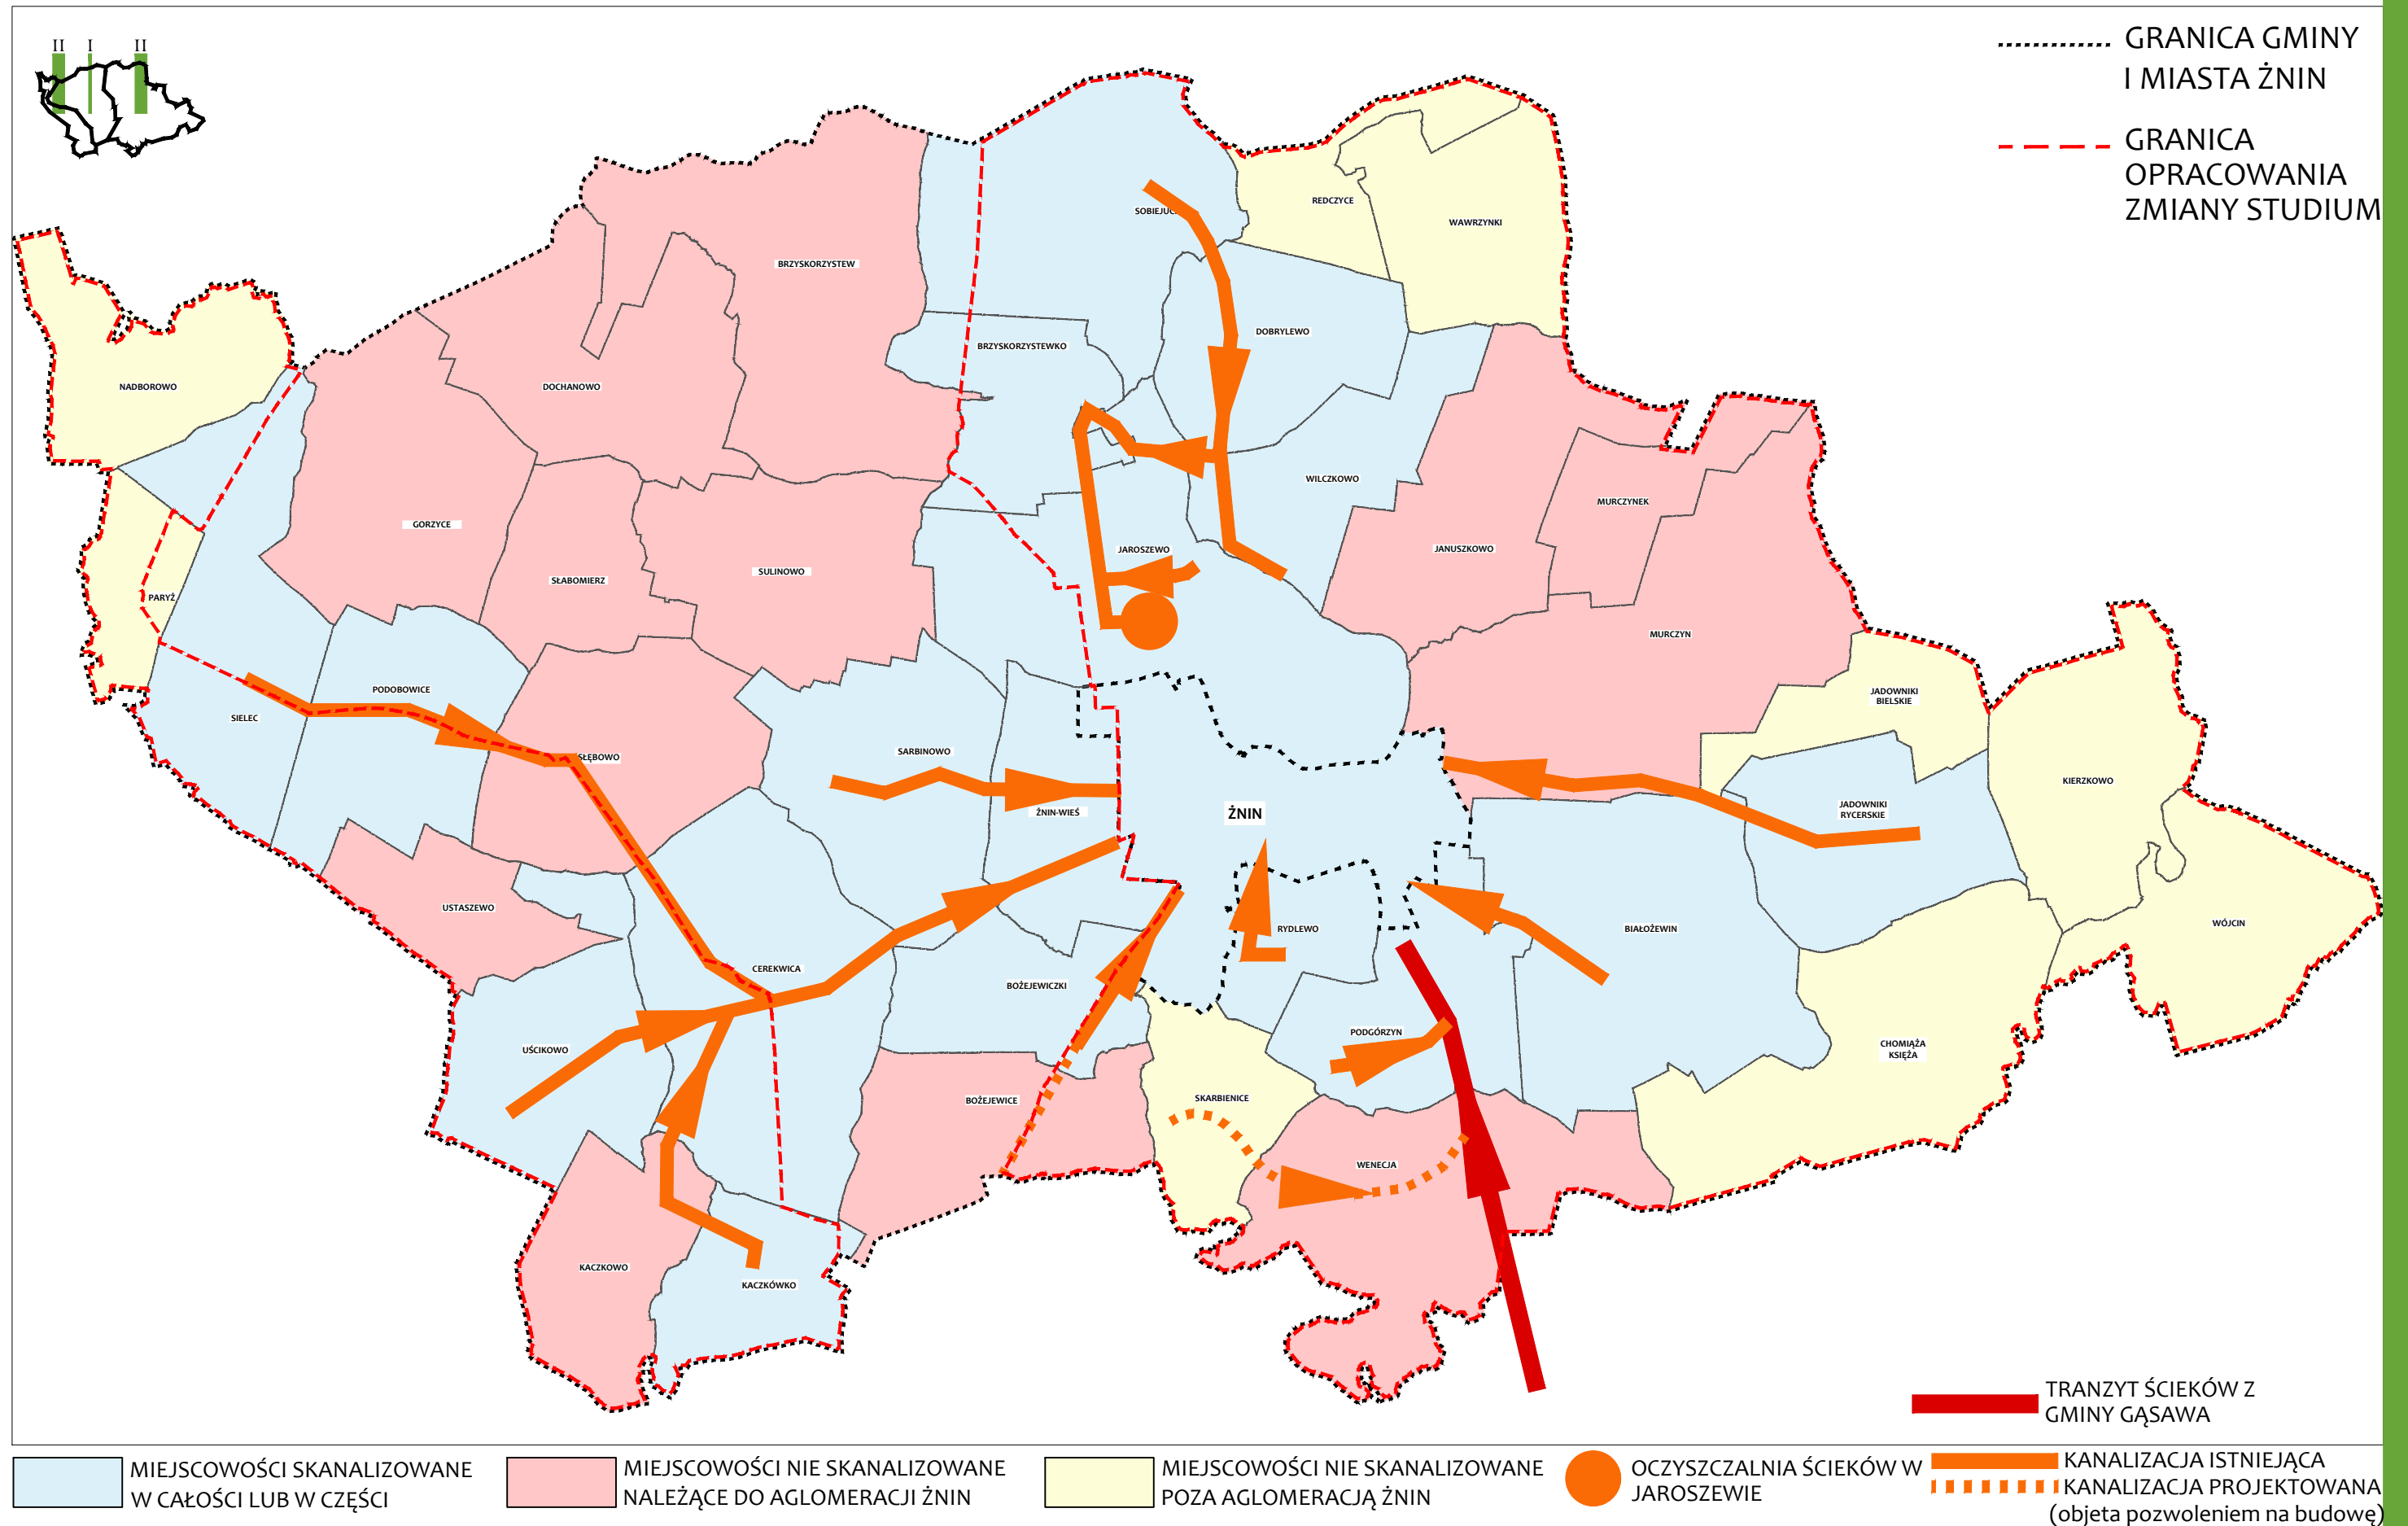 II I II
GRANICA GMINY
I MIASTA ŻNIN
GRANICA
OPRACOWANIA
ZMIANY STUDIUM
REDCZYCE
SOBIEJUC
WAWRZYNKI
BRZYSKORZYSTEW
DOBRYLEWO
BRZYSKORZYSTEWKO
NADBOROWO
DOCHANOWO
WILCZKOWO
MURCZYNEK
GORZYCE
JAROSZEWO
JANUSZKOWO
SŁABOMIERZ
SULINOWO
PARYŻ
MURCZYN
PODOBOWICE
JADOWNIKI
BIELSKIE
SIELEC
SARBINOWO
SŁĘBOWO
KIERZKOWO
ŻNIN-WIEŚ
ŻNIN
JADOWNIKI
RYCERSKIE
USTASZEWO
RYDLEWO
BIAŁOŻEWIN
WÓJCIN
CEREKWICA
BOŻEJEWICZKI
PODGÓRZYN
UŚCIKOWO
CHOMIĄŻA
KSIĘŻA
BOŻEJEWICE
SKARBIENICE
WENECJA
KACZKOWO
KACZKÓWKO
TRANZYT ŚCIEKÓW Z
GMINY GĄSAWA
MIEJSCOWOŚCI SKANALIZOWANE
W CAŁOŚCI LUB W CZĘŚCI
MIEJSCOWOŚCI NIE SKANALIZOWANE
NALEŻĄCE DO AGLOMERACJI ŻNIN
MIEJSCOWOŚCI NIE SKANALIZOWANE
POZA AGLOMERACJĄ ŻNIN
OCZYSZCZALNIA ŚCIEKÓW W
JAROSZEWIE
KANALIZACJA ISTNIEJĄCA
KANALIZACJA PROJEKTOWANA
(objeta pozwoleniem na budowę)